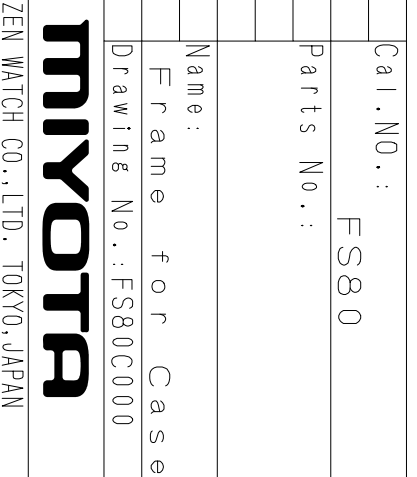 Cal.NO.:
FS80
Parts No.:
Name:
Frame for Case
Drawing No.:FS80C000
MIYOTA
ZEN WATCH CO.,LTD. TOKYO,JAPAN